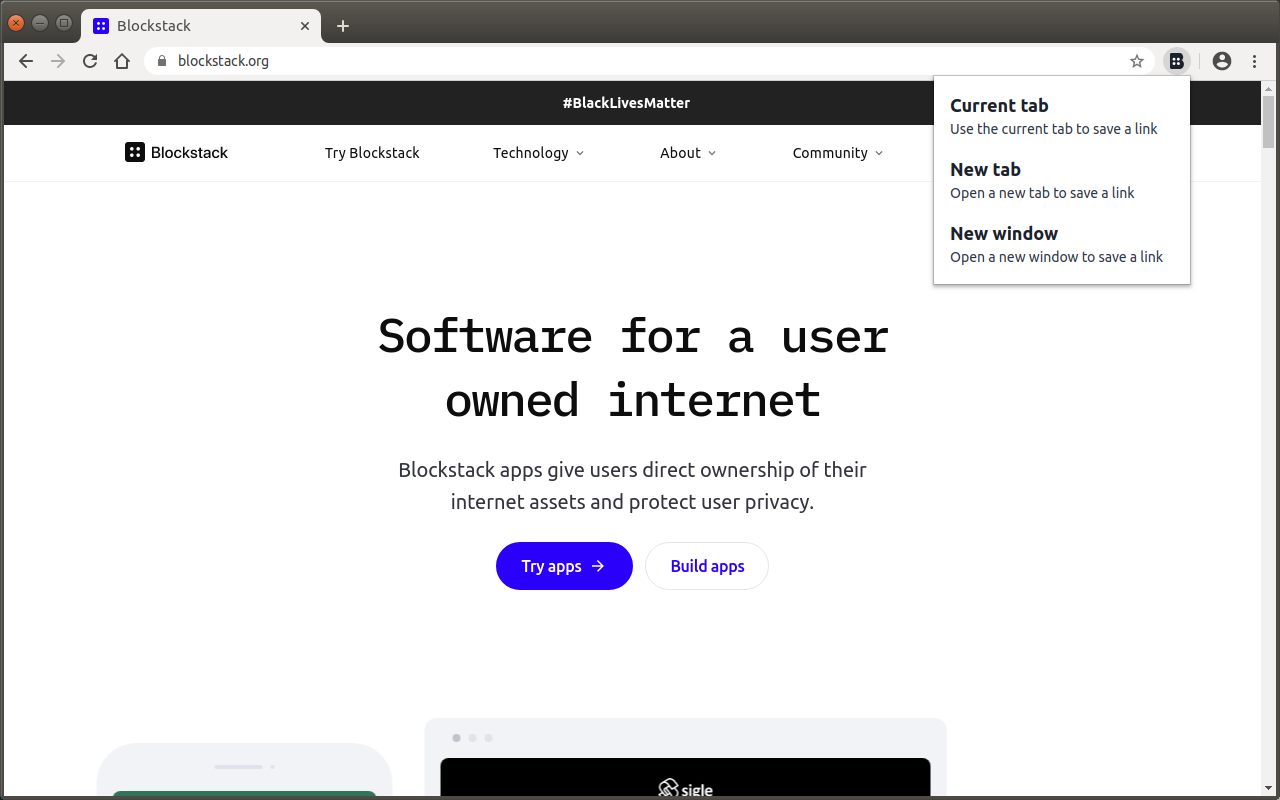 Blockstack
blockstack.org
#BlackLivesMatter
Blockstack
Try Blockstack
Technology
About
Community
Current tab
Use the current tab to save a link
New tab
Open a new tab to save a link
New window
Open a new window to save a link
Software for a user
owned internet
Blockstack apps give users direct ownership of their
internet assets and protect user privacy.
Try apps
Build apps
sigle